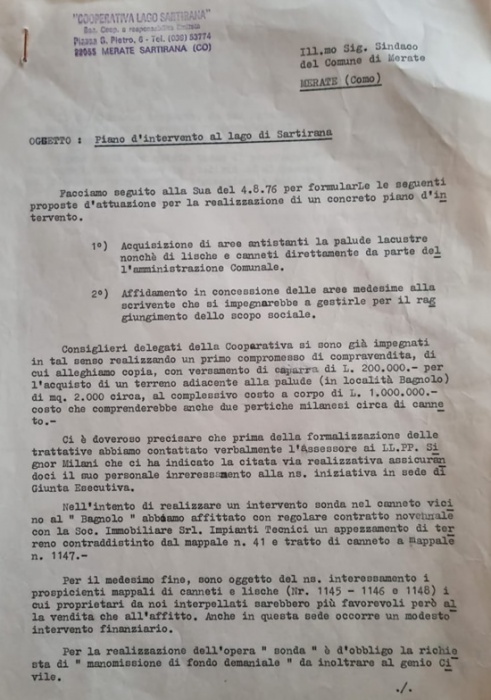 "COOPERATIVA LAGO SARTIRANA"
Soc. Coop. a responsabilità limitata
Piazza S. Pietro, 6 - Tel. (039) 53774
22055 MERATE SARTIRANA (CO)
Ill.mo Sig. Sindaco
del Comune di Merate
MERATE (Como)
OGGETTO : Piano d'intervento al lago di Sartirana
Facciamo seguito alla Sua del 4.8.76 per formularLe le seguenti
proposte d'attuazione per la realizzazione di un concreto piano d'in
tervento.
1°) Acquisizione di aree antistanti la palude lacustre
nonchè di lische e canneti direttamente da parte del
l'amministrazione Comunale.
2°) Affidamento in concessione delle aree medesime alla
scrivente che si impegnarebbe a gestirle per il rag
giungimento dello scopo sociale.
Consiglieri delegati della Cooparativa si sono già impegnati
in tal senso realizzando un primo compromesso di compravendita, di
cui alleghiamo copia, con versamento di caparra di L. 200.000.- per
l'acquisto di un terreno adiacente alla palude (in località Bagnolo)
di mq. 2.000 circa, al complessivo costo a corpo di L. 1.000.000.-
costo che comprenderebbe anche due pertiche milanesi circa di canne
to.-
Ci è doveroso precisare che prima della formalizzazione delle
trattative abbiamo contattato verbalmente l'Assessore ai LL.PP. Si
gnor Milani che ci ha indicato la citata via realizzativa assicuran
doci il suo personale inreressamento alla ns. iniziativa in sede di
Giunta Esecutiva.
Nell'intento di realizzare un intervento sonda nel canneto vici
no al " Bagnolo " abbiamo affittato con regolare contratto noveturale
con la Soc. Immobiliare Srl. Impianti Tecnici un appezzamento di ter
reno contraddistinto dal mappale n. 41 e tratto di canneto a mappale
n. 1147.-
Per il medesimo fine, sono oggetto del ns. interessamento i
prospicienti mappali di canneti e lische (Nr. 1145 - 1146 e 1148) i
cui proprietari da noi interpellati sarebbero più favorevoli però al
la vendita che all'affitto. Anche in questa sede occorre un modesto
intervento finanziario.
Per la realizzazione dell'opera " sonda " è d'obbligo la richie
sta di " manomissione di fondo demaniale " da inoltrare al genio Ci
vile.
./.